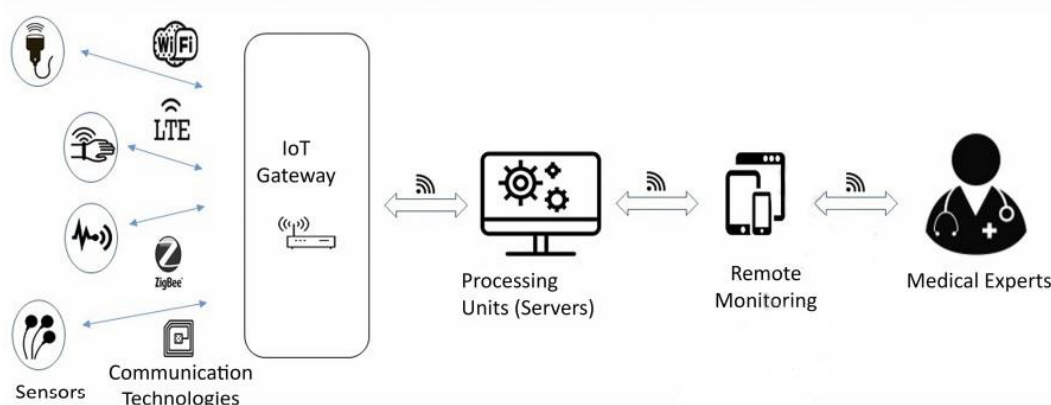 WiFi
LTE
ZigBee
Sensors
Communication
Technologies
IoT
Gateway
Processing
Units (Servers)
Remote
Monitoring
Medical Experts